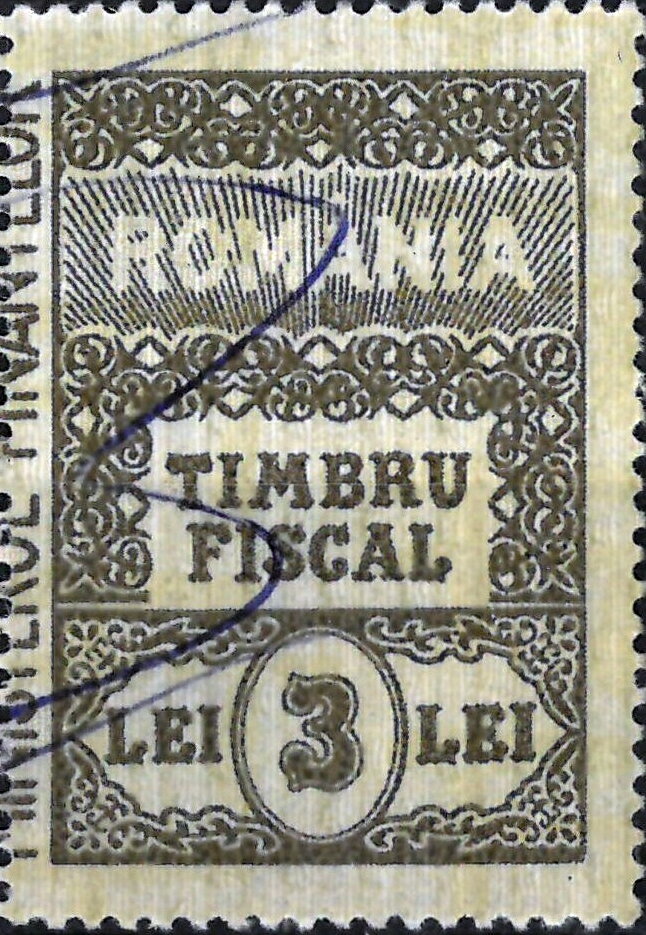 ROMANIA
TIMBRU
FISCAL
LEI 3 LEI